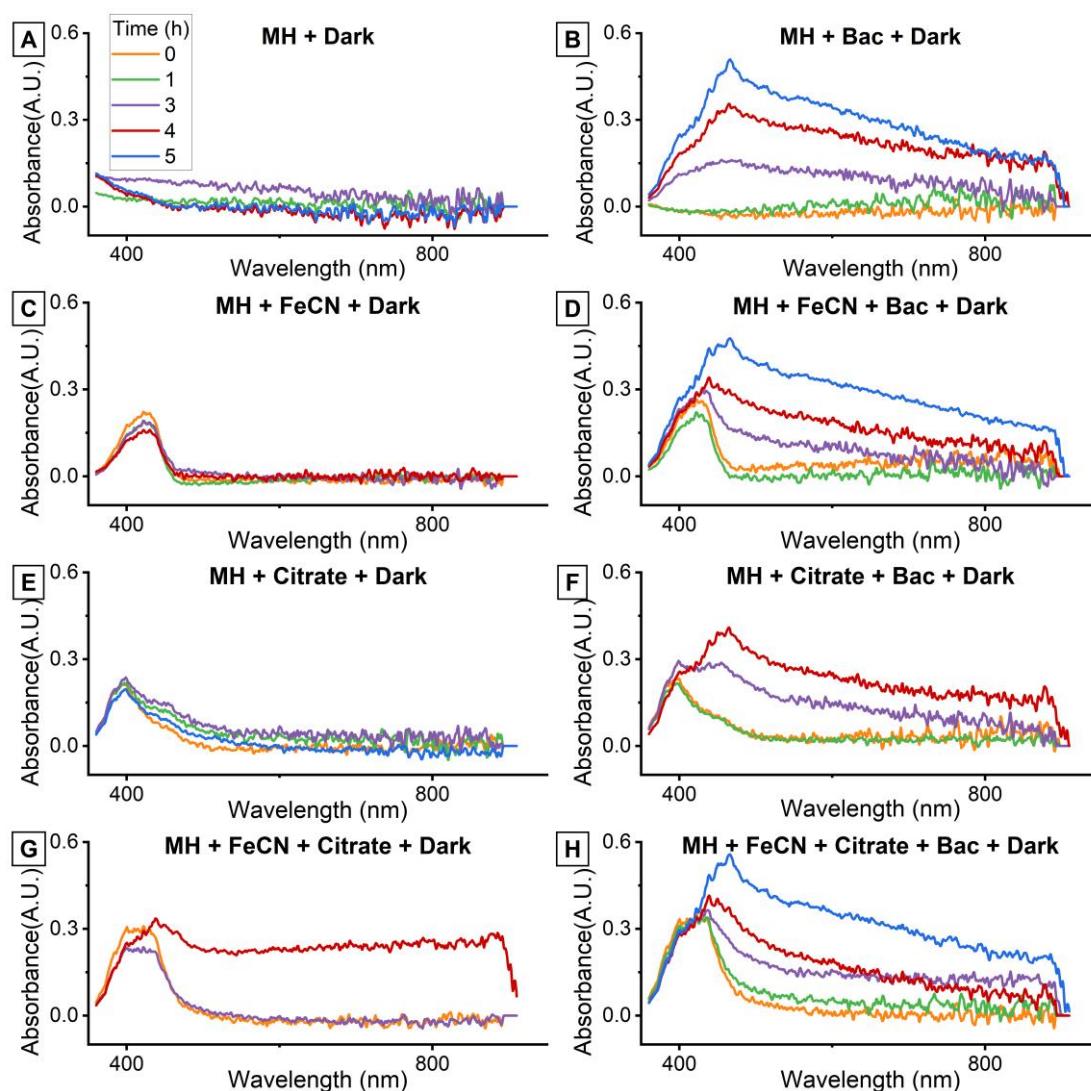 A
MH + Dark
Time (h)
0
1
3
4
5
Absorbance(A.U.)
0.6
0.3
0.0
400
800
Wavelength (nm)
B
MH + Bac + Dark
Absorbance(A.U.)
0.6
0.3
0.0
400
800
Wavelength (nm)
C
MH + FeCN + Dark
Absorbance(A.U.)
0.6
0.3
0.0
400
800
Wavelength (nm)
D
MH + FeCN + Bac + Dark
Absorbance(A.U.)
0.6
0.3
0.0
400
800
Wavelength (nm)
E
MH + Citrate + Dark
Absorbance(A.U.)
0.6
0.3
0.0
400
800
Wavelength (nm)
F
MH + Citrate + Bac + Dark
Absorbance(A.U.)
0.6
0.3
0.0
400
800
Wavelength (nm)
G
MH + FeCN + Citrate + Dark
Absorbance(A.U.)
0.6
0.3
0.0
400
800
Wavelength (nm)
H
MH + FeCN + Citrate + Bac + Dark
Absorbance(A.U.)
0.6
0.3
0.0
400
800
Wavelength (nm)